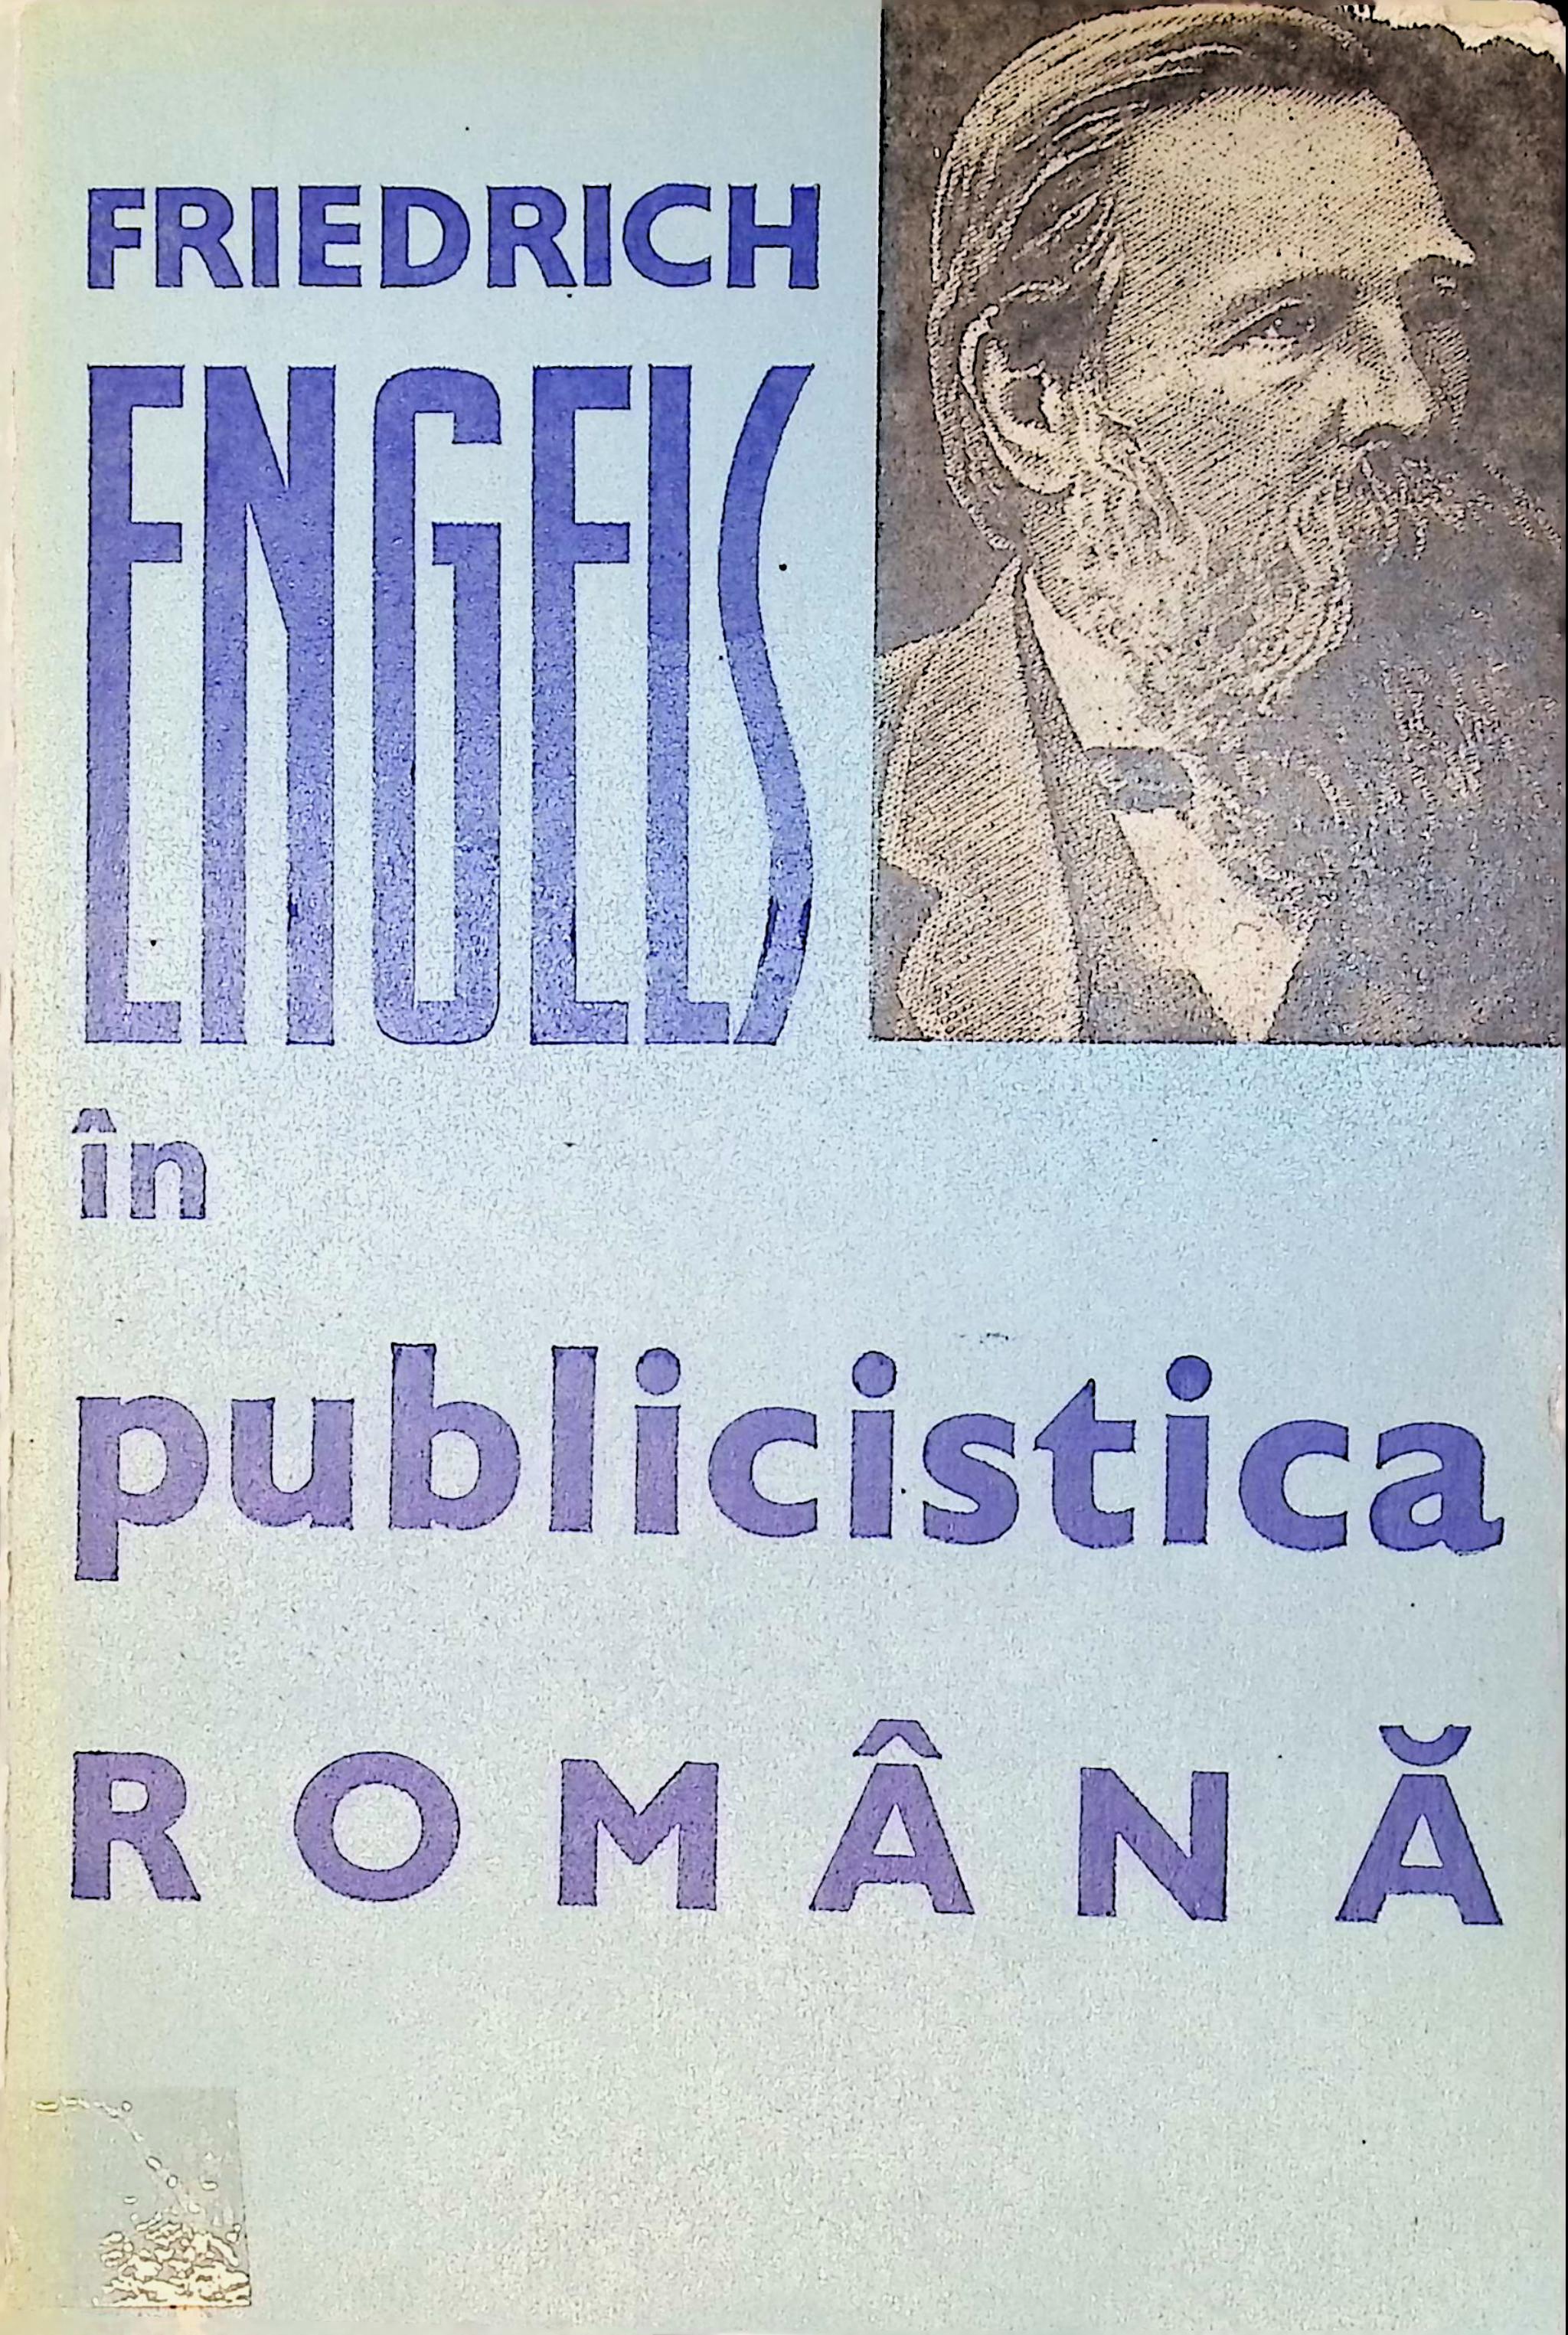 FRIEDRICH
ENGELS
în
publicistica
ROMÂNĂ